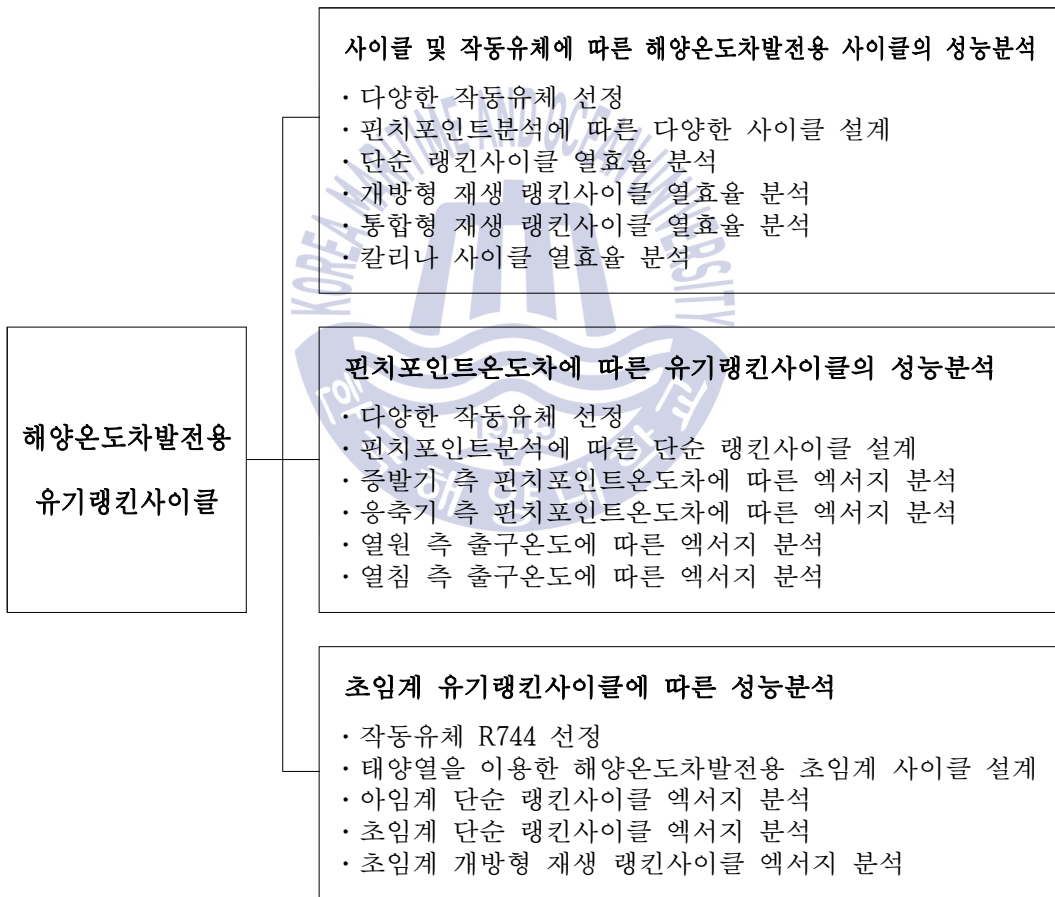 사이클 및 작동유체에 따른 해양온도차발전용 사이클의 성능분석
· 다양한 작동유체 선정
· 핀치포인트분석에 따른 다양한 사이클 설계
· 단순 랭킨사이클 열효율 분석
· 개방형 재생 랭킨사이클 열효율 분석
· 통합형 재생 랭킨사이클 열효율 분석
· 칼리나 사이클 열효율 분석
해양온도차발전용
유기랭킨사이클
핀치포인트온도차에 따른 유기랭킨사이클의 성능분석
· 다양한 작동유체 선정
· 핀치포인트분석에 따른 단순 랭킨사이클 설계
· 증발기 측 핀치포인트온도차에 따른 엑서지 분석
· 응축기 측 핀치포인트온도차에 따른 엑서지 분석
· 열원 측 출구온도에 따른 엑서지 분석
· 열침 측 출구온도에 따른 엑서지 분석
초임계 유기랭킨사이클에 따른 성능분석
· 작동유체 R744 선정
· 태양열을 이용한 해양온도차발전용 초임계 사이클 설계
· 아임계 단순 랭킨사이클 엑서지 분석
· 초임계 단순 랭킨사이클 엑서지 분석
· 초임계 개방형 재생 랭킨사이클 엑서지 분석
KOREA MARITIME AND OCEAN UNIVERSITY
1945
한국해양대학교